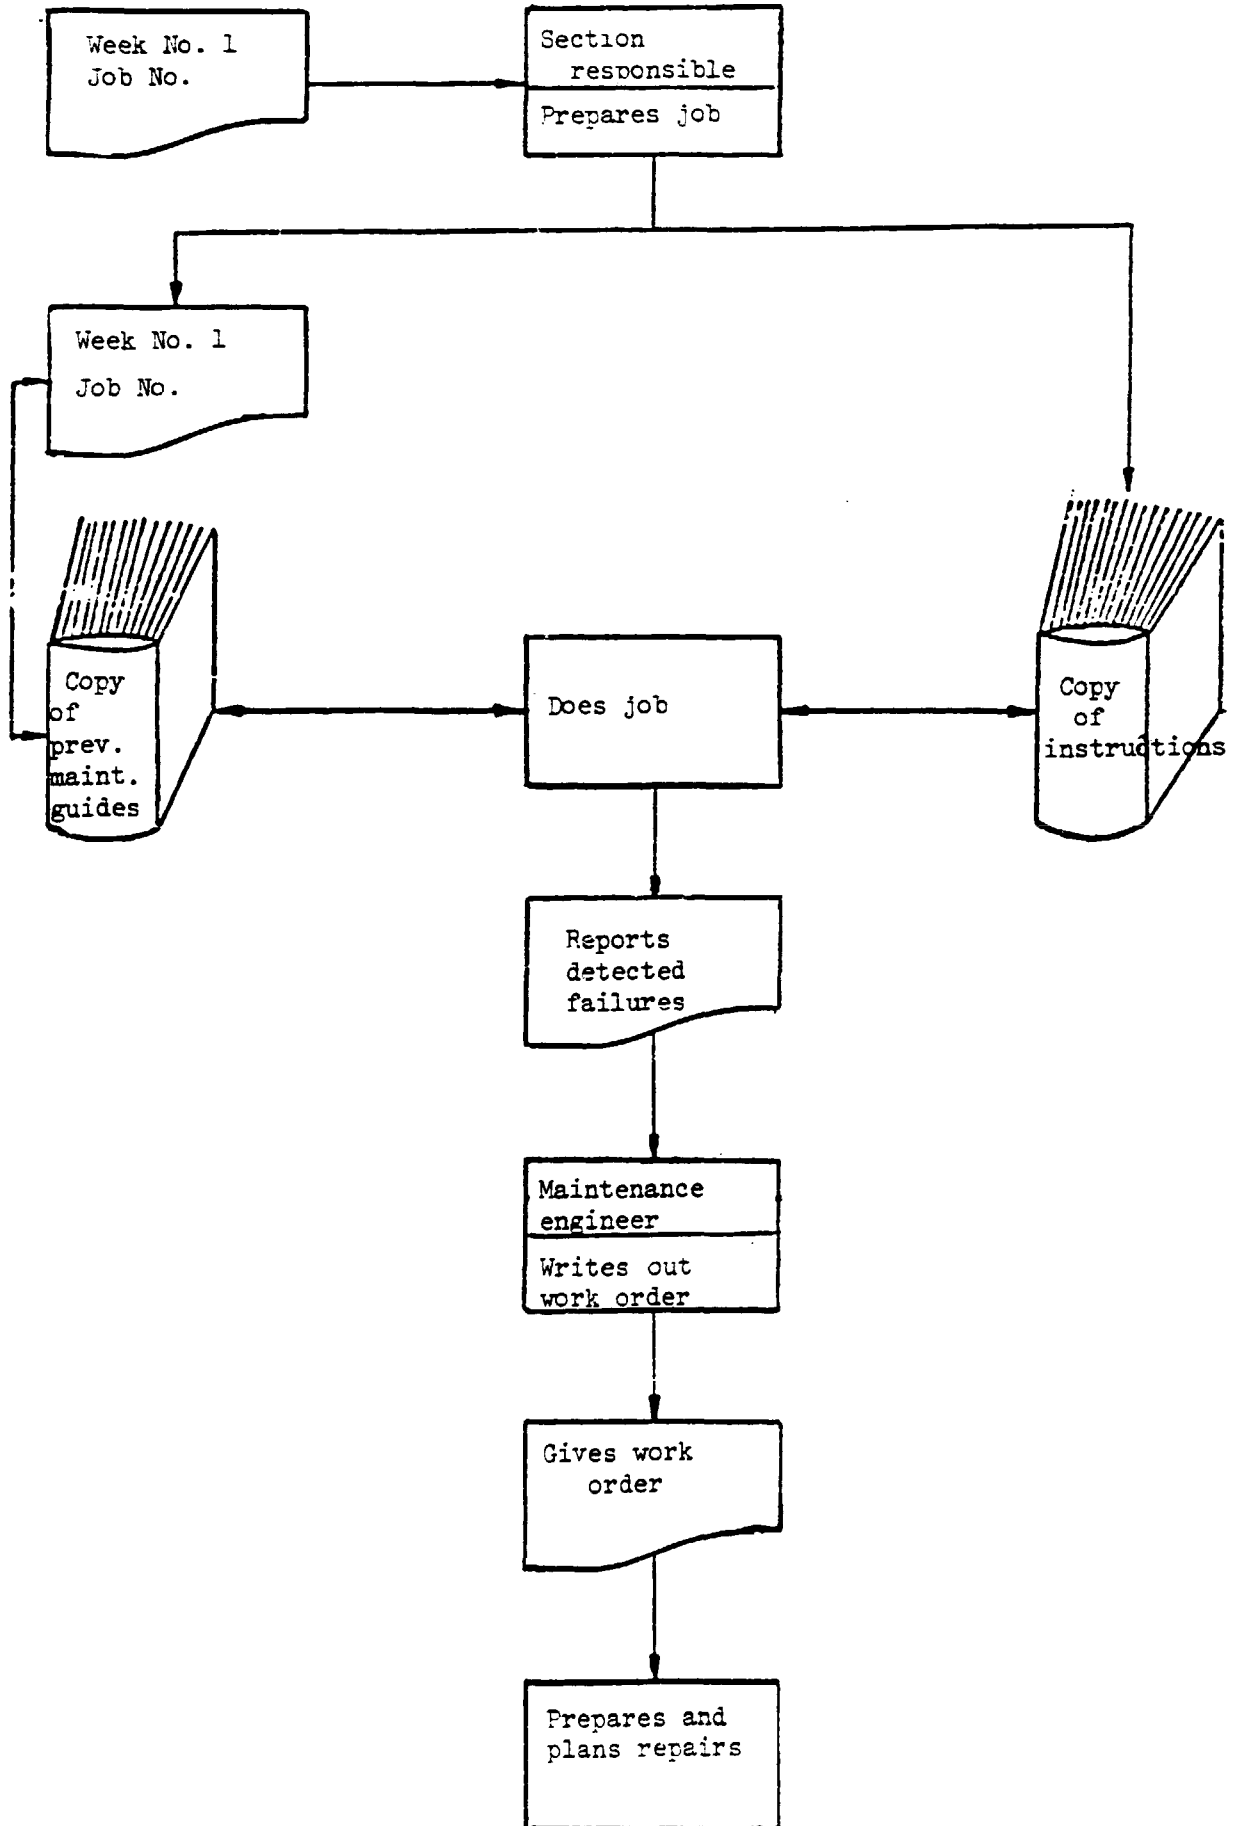 Week No. 1
Job No.
Section
responsible
Prepares job
Week No. 1
Job No.
Copy
of
prev.
maint.
guides
Does job
Copy
of
instructions
Reports
detected
failures
Maintenance
engineer
Writes out
work order
Gives work
order
Prepares and
plans repairs